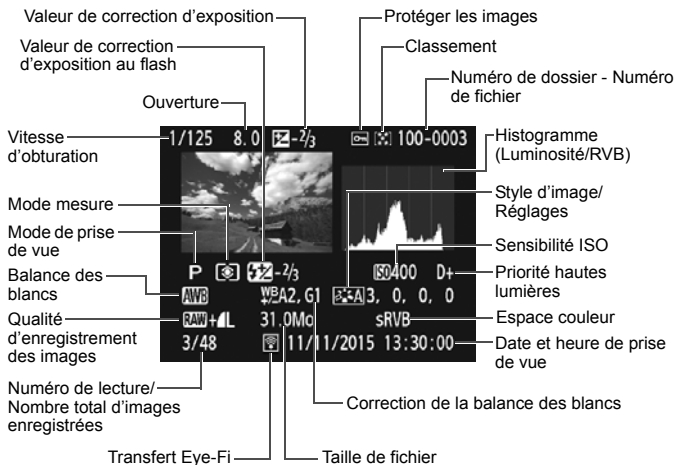 Valeur de correction d'exposition
Protéger les images
Valeur de correction
d'exposition au flash
Classement
Numéro de dossier - Numéro
de fichier
Ouverture
Vitesse
d'obturation
1/125 8.0 -2/3 100-0003
Histogramme
(Luminosité/RVB)
Style d'image/
Réglages
Mode mesure
Mode de prise
de vue
Sensibilité ISO
P -2/3 ISO400 D+
Priorité hautes
lumières
Balance des
blancs
AWB WB+/-A2, G1 A3, 0, 0, 0
Qualité
d'enregistrement
des images
RAW+L 31.0Mo sRVB
Espace couleur
3/48 11/11/2015 13:30:00
Date et heure de prise
de vue
Numéro de lecture/
Nombre total d'images
enregistrées
Correction de la balance des blancs
Transfert Eye-Fi
Taille de fichier